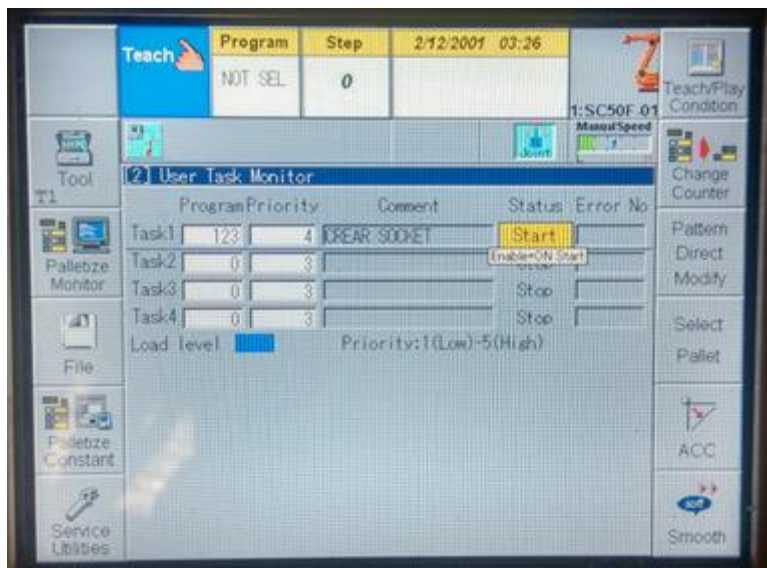 Teach
Program
Step
2/12/2001 03:26
NOT SEL
0
1:SC50F-01
Teach/Play
Condition
Joint
Manual Speed
Tool
T1
[2] User Task Monitor
Change
Counter
Program Priority Comment Status Error No
Task1 123 4 CREAR SOCKET Start
Enable+ON Start
Task2 0 3 Stop
Task3 0 3 Stop
Task4 0 3 Stop
Load level Priority:1(Low)-5(High)
Palletize
Monitor
Pattern
Direct
Modify
File
Select
Pallet
Palletize
Constant
ACC
Service
Utilities
soft
Smooth